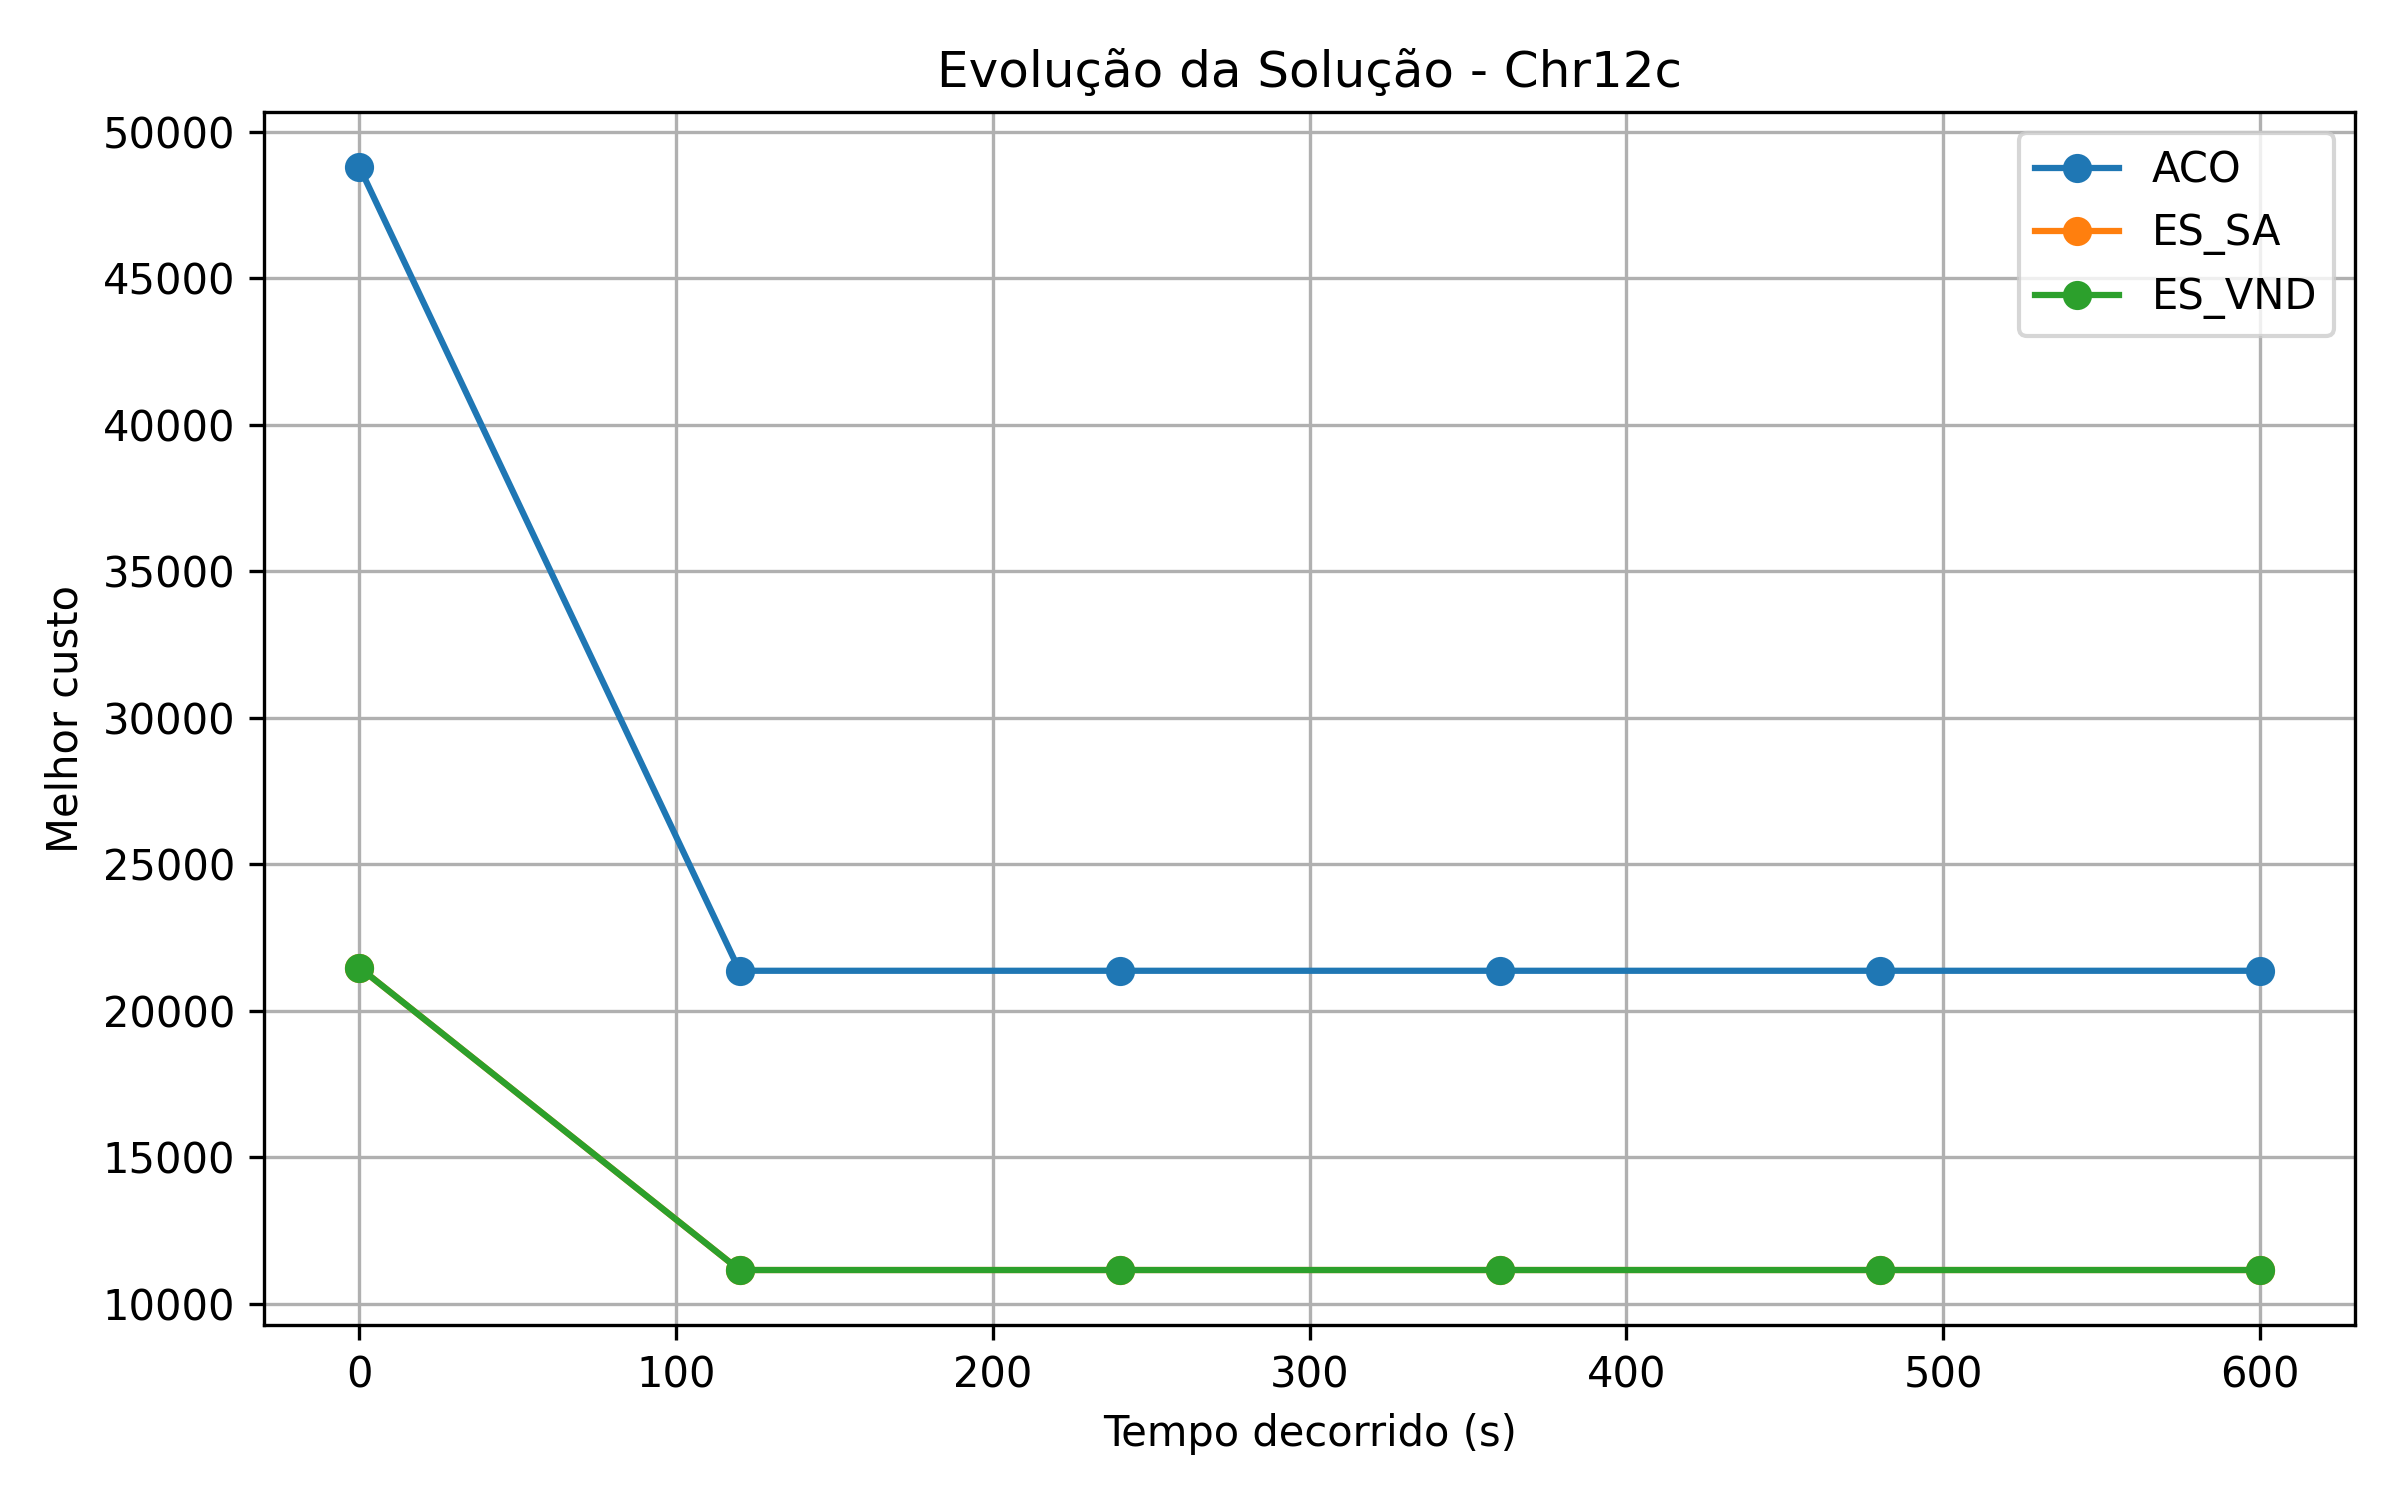 Evolução da Solução - Chr12c
ACO
ES_SA
ES_VND
Melhor custo
50000
45000
40000
35000
30000
25000
20000
15000
10000
0 100 200 300 400 500 600
Tempo decorrido (s)